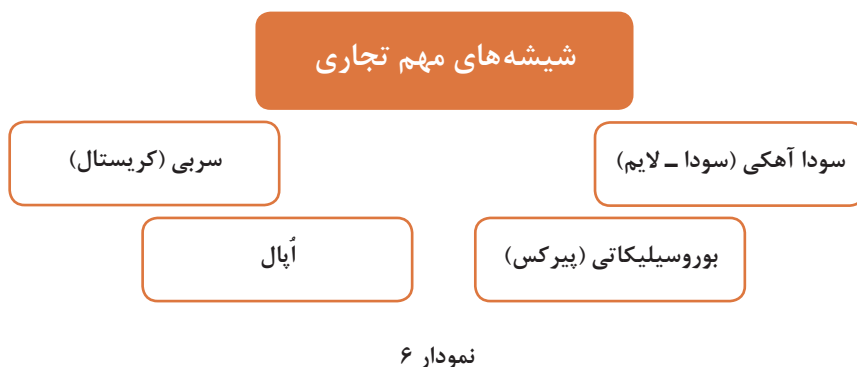 شیشه‌های مهم تجاری
سودا آهکی (سودا ـ لایم)
سربی (کریستال)
بوروسیلیکاتی (پیرکس)
اُپال
نمودار ۶